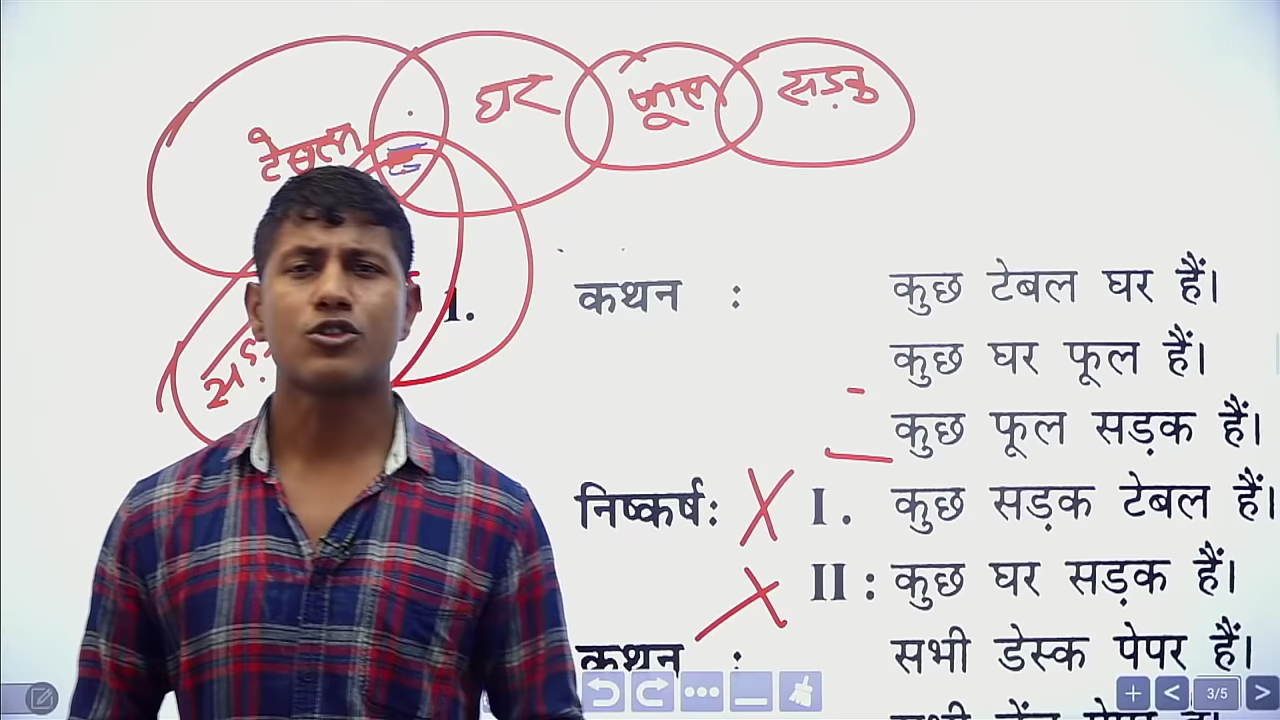 टेबल घर फूल सड़क
सड़
I. कथन : कुछ टेबल घर हैं।
कुछ घर फूल हैं।
कुछ फूल सड़क हैं।
निष्कर्ष: I. कुछ सड़क टेबल हैं।
II : कुछ घर सड़क हैं।
कथन : सभी डेस्क पेपर हैं।
3/5